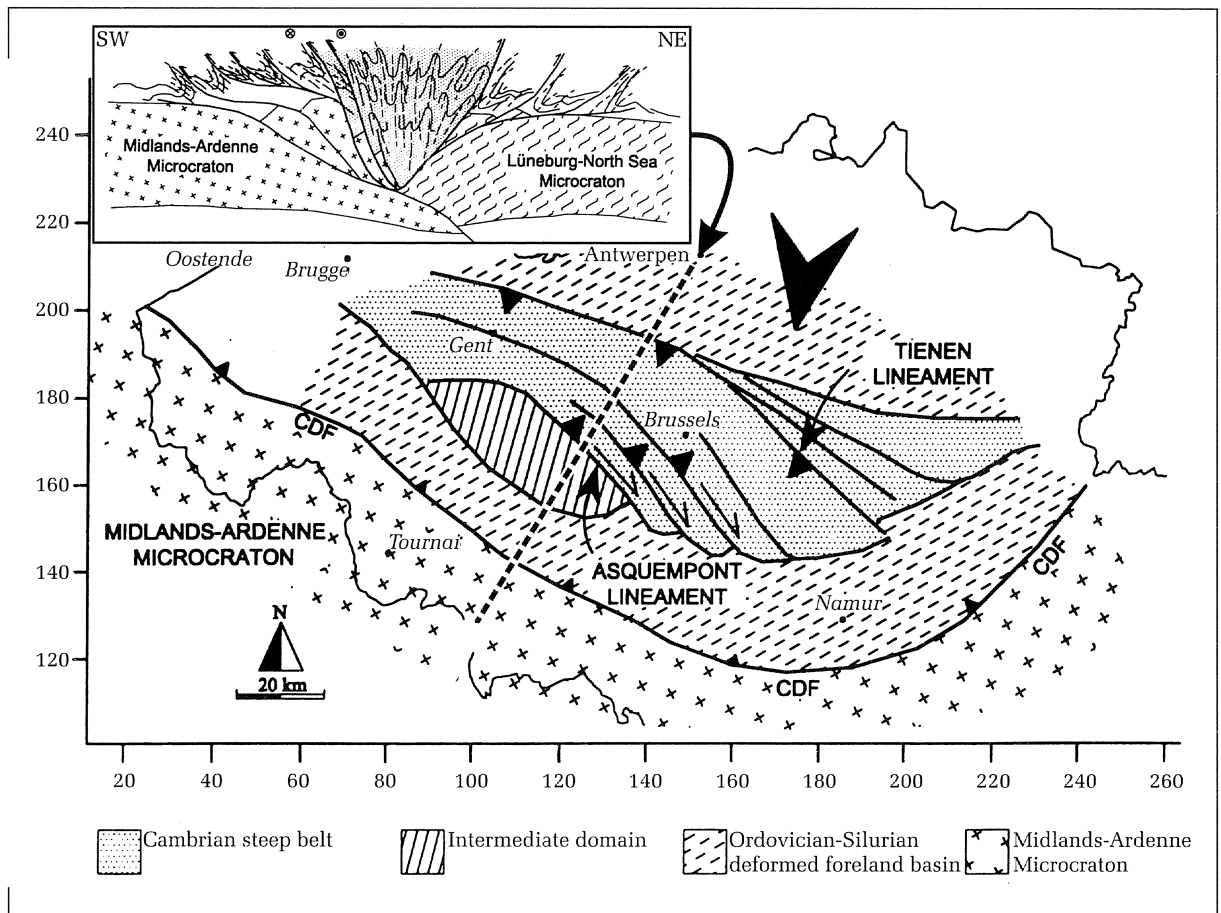 SW
NE
Midlands-Ardenne
Microcraton
Lüneburg-North Sea
Microcraton
240
220
200
180
160
140
120
Oostende
Brugge
Antwerpen
Gent
TIENEN
LINEAMENT
Brussels
CDF
MIDLANDS-ARDENNE
MICROCRATON
Tournai
ASQUEMPONT
LINEAMENT
Namur
CDF
CDF
N
20 km
20 40 60 80 100 120 140 160 180 200 220 240 260
Cambrian steep belt
Intermediate domain
Ordovician-Silurian
deformed foreland basin
Midlands-Ardenne
Microcraton